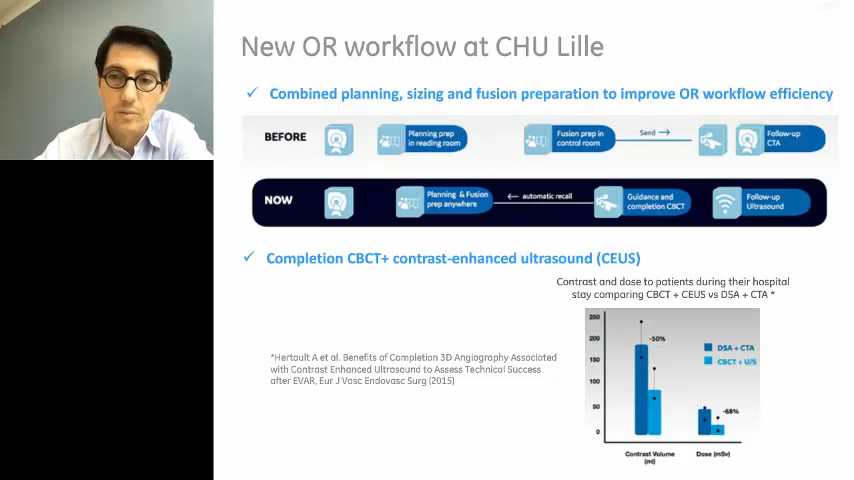 New OR workflow at CHU Lille
✓ Combined planning, sizing and fusion preparation to improve OR workflow efficiency
BEFORE
Planning prep
in reading room
Fusion prep in
control room
Send →
Follow-up
CTA
NOW
Planning & Fusion
prep anywhere
← automatic recall
Guidance and
completion CBCT
Follow-up
Ultrasound
✓ Completion CBCT+ contrast-enhanced ultrasound (CEUS)
Contrast and dose to patients during their hospital
stay comparing CBCT + CEUS vs DSA + CTA *
250
200
150
100
50
0
-50%
-68%
DSA + CTA
CBCT + U/S
Contrast Volume
(ml)
Dose (mSv)
*Hertault A et al. Benefits of Completion 3D Angiography Associated
with Contrast Enhanced Ultrasound to Assess Technical Success
after EVAR, Eur J Vasc Endovasc Surg (2015)